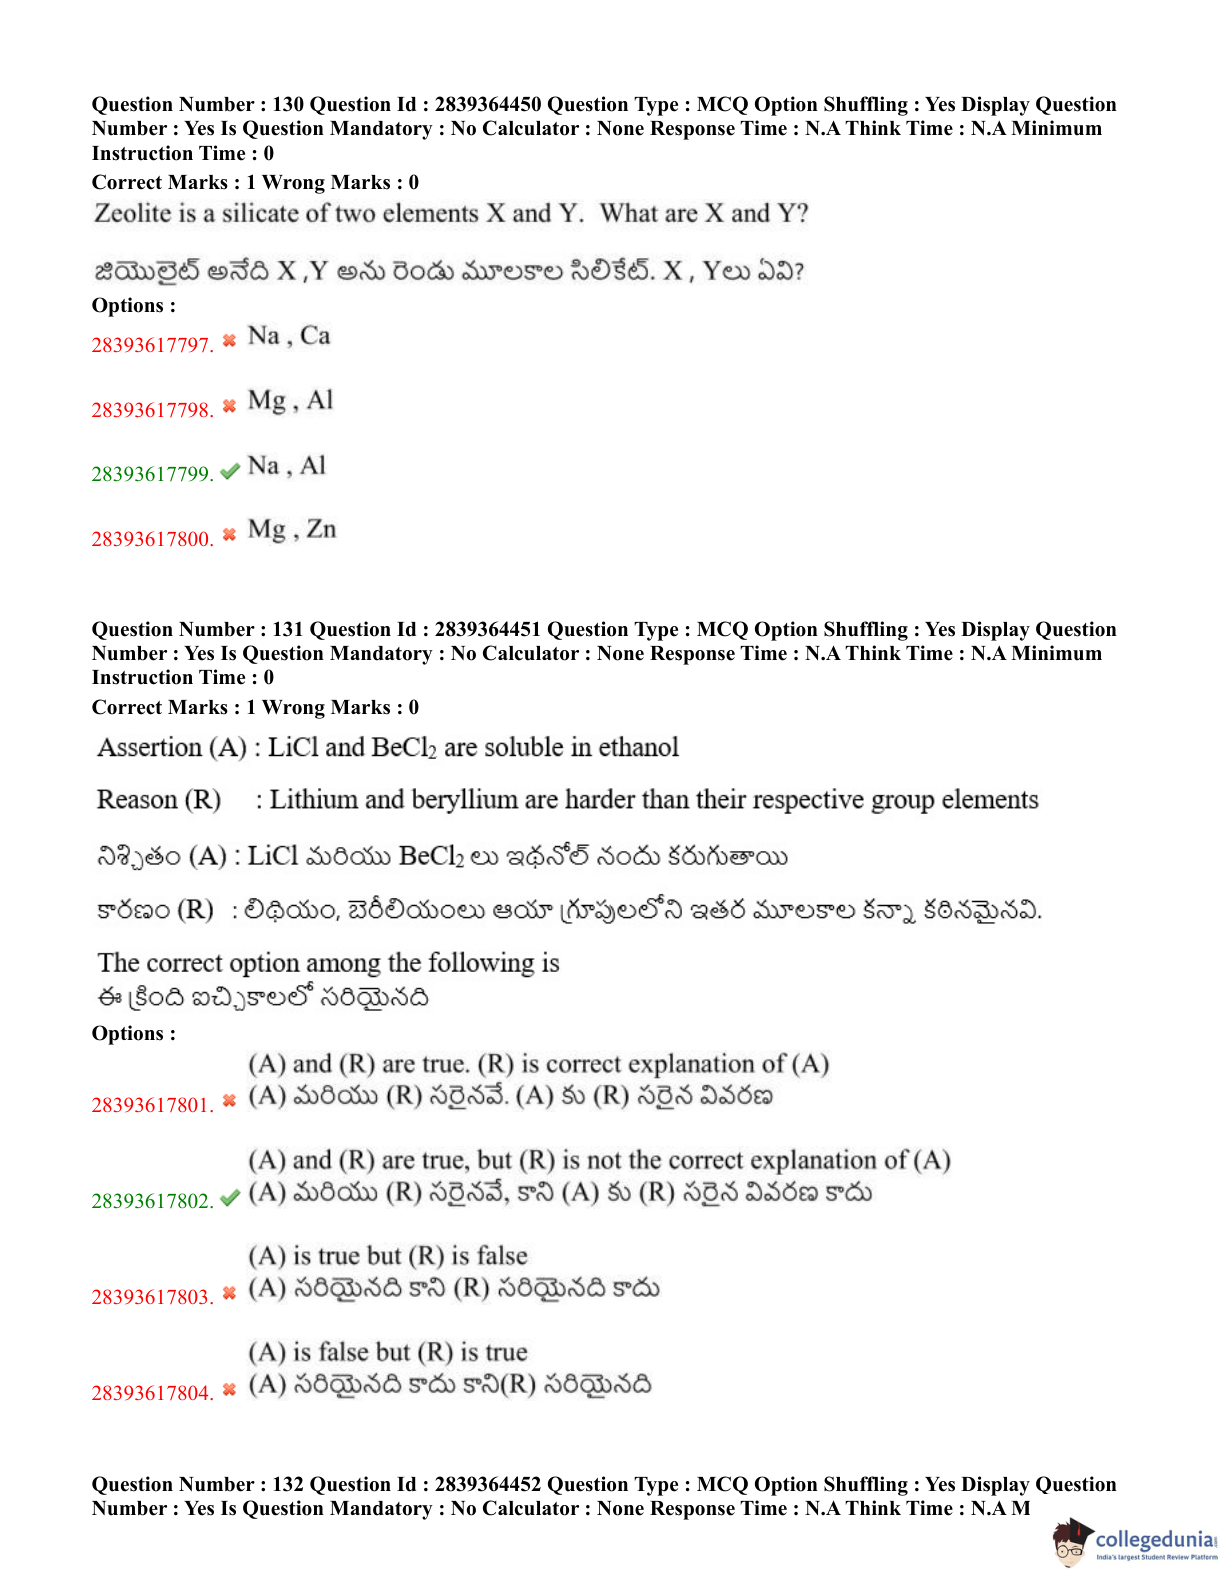 Question Number : 130 Question Id : 2839364450 Question Type : MCQ Option Shuffling : Yes Display Question
Number : Yes Is Question Mandatory : No Calculator : None Response Time : N.A Think Time : N.A Minimum
Instruction Time : 0
Correct Marks : 1 Wrong Marks : 0
Zeolite is a silicate of two elements X and Y. What are X and Y?
జియొలైట్ అనేది X ,Y అను రెండు మూలకాల సిలికేట్. X , Yలు ఏవి?
Options :
28393617797. Na , Ca
28393617798. Mg , Al
28393617799. Na , Al
28393617800. Mg , Zn
Question Number : 131 Question Id : 2839364451 Question Type : MCQ Option Shuffling : Yes Display Question
Number : Yes Is Question Mandatory : No Calculator : None Response Time : N.A Think Time : N.A Minimum
Instruction Time : 0
Correct Marks : 1 Wrong Marks : 0
Assertion (A) : LiCl and BeCl₂ are soluble in ethanol
Reason (R) : Lithium and beryllium are harder than their respective group elements
నిశ్చితం (A) : LiCl మరియు BeCl₂ లు ఇథనోల్ నందు కరుగుతాయి
కారణం (R) : లిథియం, బెరీలియంలు ఆయా గ్రూపులలోని ఇతర మూలకాల కన్నా కఠినమైనవి.
The correct option among the following is
ఈ క్రింది ఐచ్చికాలలో సరియైనది
Options :
(A) and (R) are true. (R) is correct explanation of (A)
28393617801. (A) మరియు (R) సరైనవే. (A) కు (R) సరైన వివరణ
(A) and (R) are true, but (R) is not the correct explanation of (A)
28393617802. (A) మరియు (R) సరైనవే, కాని (A) కు (R) సరైన వివరణ కాదు
(A) is true but (R) is false
28393617803. (A) సరియైనది కాని (R) సరియైనది కాదు
(A) is false but (R) is true
28393617804. (A) సరియైనది కాదు కాని(R) సరియైనది
Question Number : 132 Question Id : 2839364452 Question Type : MCQ Option Shuffling : Yes Display Question
Number : Yes Is Question Mandatory : No Calculator : None Response Time : N.A Think Time : N.A M
collegedunia
India's largest Student Review Platform